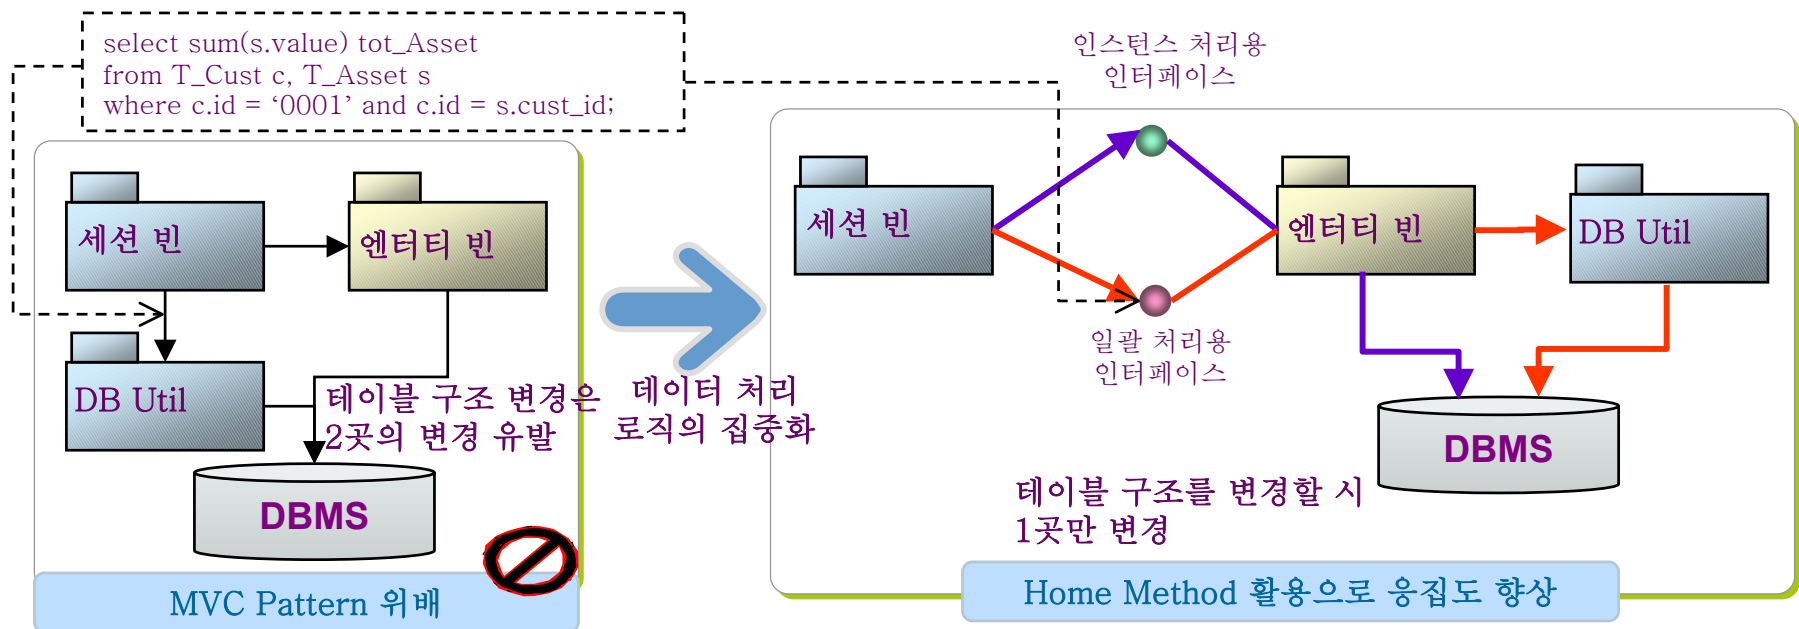 select sum(s.value) tot_Asset
from T_Cust c, T_Asset s
where c.id = ‘0001’ and c.id = s.cust_id;
세션 빈
엔터티 빈
DB Util
테이블 구조 변경은
2곳의 변경 유발
DBMS
MVC Pattern 위배
데이터 처리
로직의 집중화
인스턴스 처리용
인터페이스
세션 빈
엔터티 빈
DB Util
일괄 처리용
인터페이스
DBMS
테이블 구조를 변경할 시
1곳만 변경
Home Method 활용으로 응집도 향상